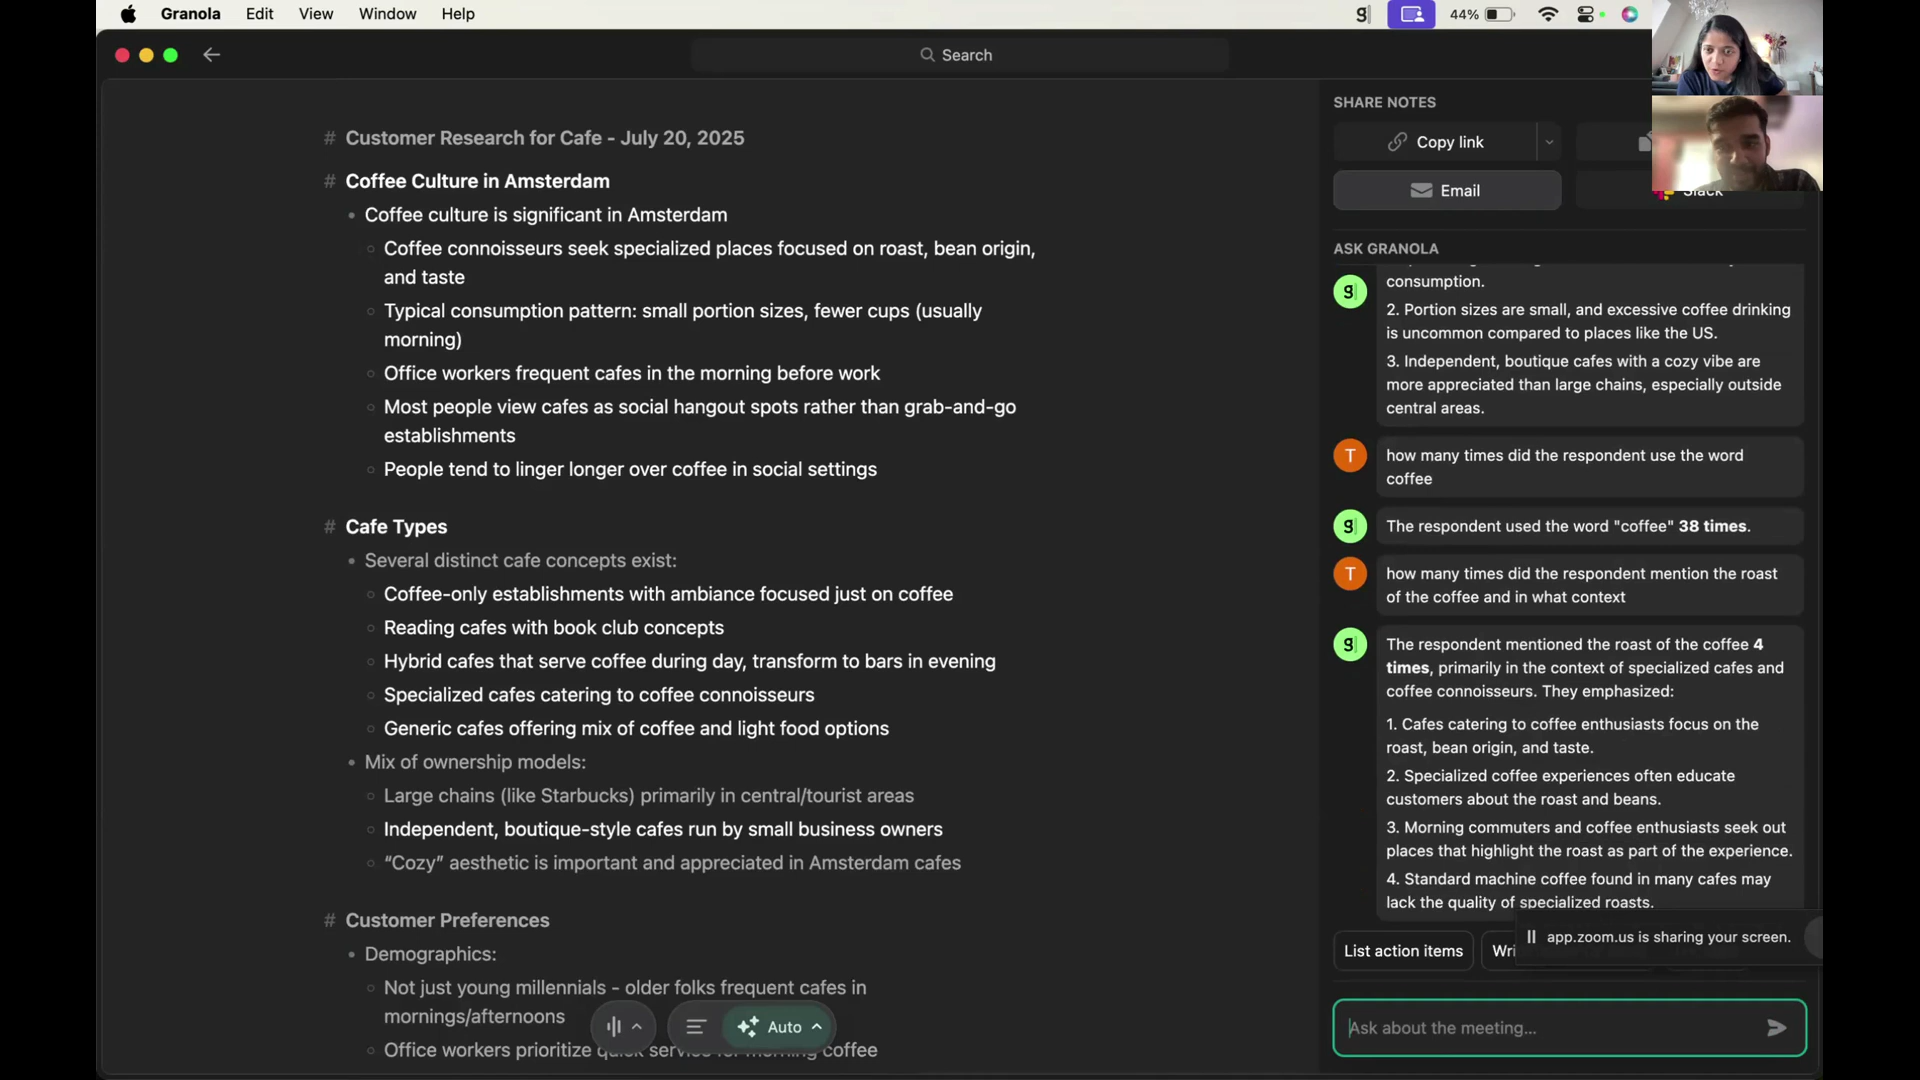 Granola Edit View Window Help
g 44%
Search
# Customer Research for Cafe - July 20, 2025
# Coffee Culture in Amsterdam
• Coffee culture is significant in Amsterdam
○ Coffee connoisseurs seek specialized places focused on roast, bean origin,
and taste
○ Typical consumption pattern: small portion sizes, fewer cups (usually
morning)
○ Office workers frequent cafes in the morning before work
○ Most people view cafes as social hangout spots rather than grab-and-go
establishments
○ People tend to linger longer over coffee in social settings
# Cafe Types
• Several distinct cafe concepts exist:
○ Coffee-only establishments with ambiance focused just on coffee
○ Reading cafes with book club concepts
○ Hybrid cafes that serve coffee during day, transform to bars in evening
○ Specialized cafes catering to coffee connoisseurs
○ Generic cafes offering mix of coffee and light food options
• Mix of ownership models:
○ Large chains (like Starbucks) primarily in central/tourist areas
○ Independent, boutique-style cafes run by small business owners
○ “Cozy” aesthetic is important and appreciated in Amsterdam cafes
# Customer Preferences
• Demographics:
○ Not just young millennials - older folks frequent cafes in
mornings/afternoons
○ Office workers prioritize quick service for morning coffee
Auto
SHARE NOTES
Copy link
Email
Slack
ASK GRANOLA
g
consumption.
2. Portion sizes are small, and excessive coffee drinking
is uncommon compared to places like the US.
3. Independent, boutique cafes with a cozy vibe are
more appreciated than large chains, especially outside
central areas.
T
how many times did the respondent use the word
coffee
g
The respondent used the word "coffee" 38 times.
T
how many times did the respondent mention the roast
of the coffee and in what context
g
The respondent mentioned the roast of the coffee 4
times, primarily in the context of specialized cafes and
coffee connoisseurs. They emphasized:
1. Cafes catering to coffee enthusiasts focus on the
roast, bean origin, and taste.
2. Specialized coffee experiences often educate
customers about the roast and beans.
3. Morning commuters and coffee enthusiasts seek out
places that highlight the roast as part of the experience.
4. Standard machine coffee found in many cafes may
lack the quality of specialized roasts.
app.zoom.us is sharing your screen.
List action items
Wri
Ask about the meeting...